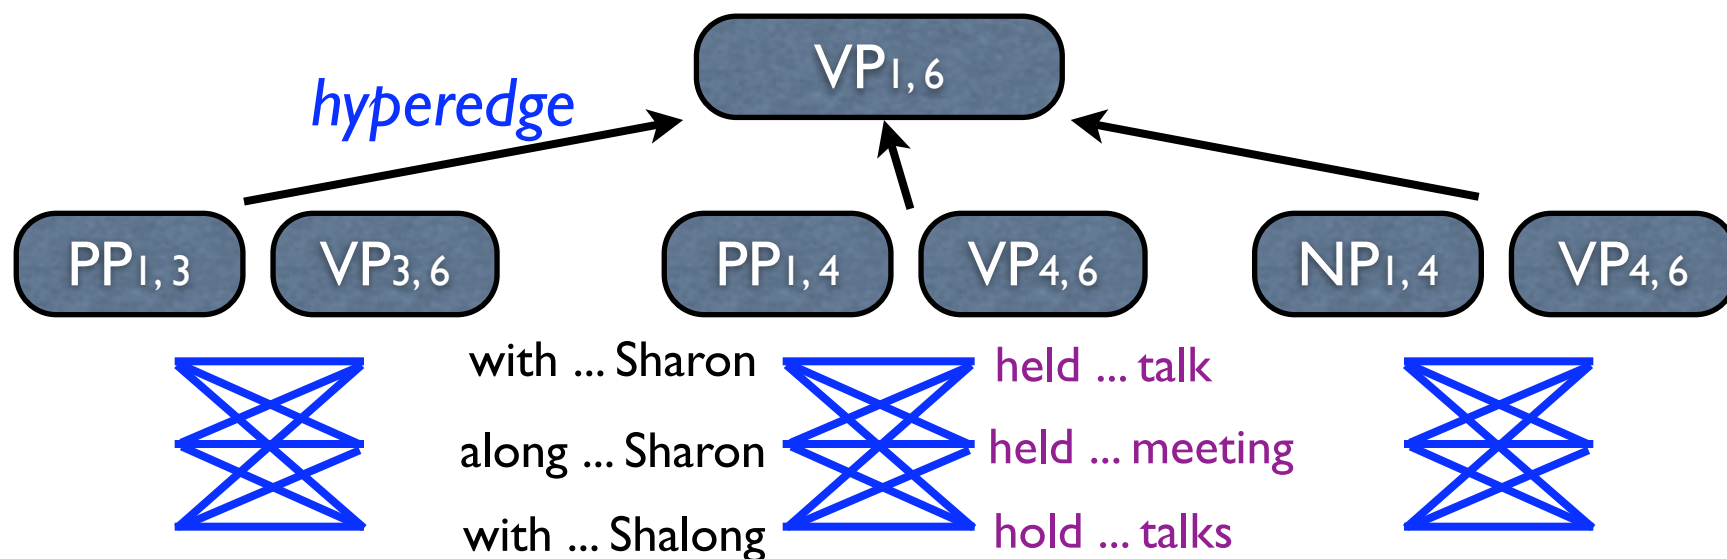 VP1, 6
hyperedge
PP1, 3 VP3, 6 PP1, 4 VP4, 6 NP1, 4 VP4, 6
with ... Sharon held ... talk
along ... Sharon held ... meeting
with ... Shalong hold ... talks